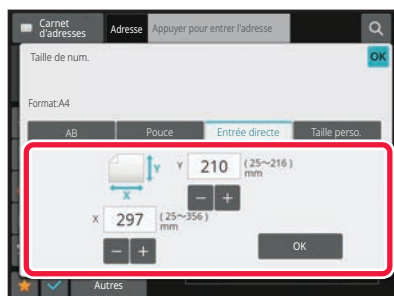 Carnet d'adresses
Adresse
Appuyer pour entrer l'adresse
Taille de num.
OK
Format:A4
AB
Pouce
Entrée directe
Taille perso.
Y
X
Y
210
(25~216) mm
X
297
(25~356) mm
OK
Autres